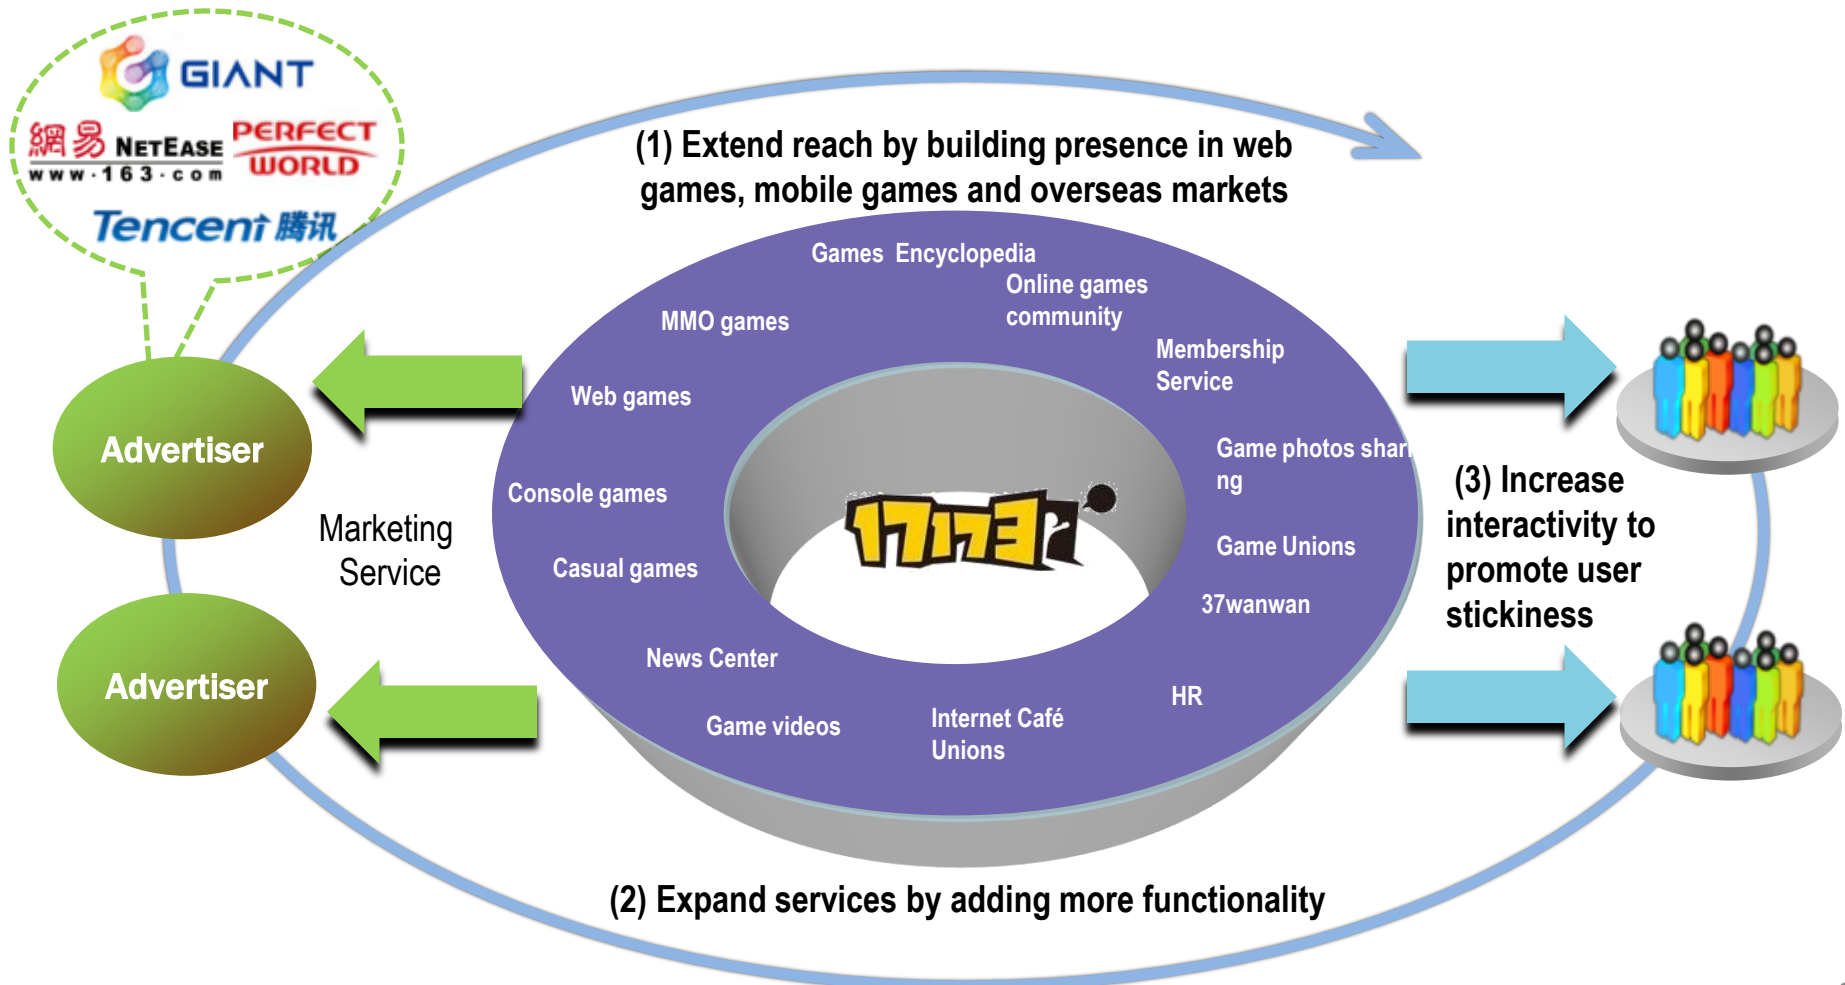 GIANT
網易 NETEASE
www.163.com
PERFECT
WORLD
Tencent 腾讯
(1) Extend reach by building presence in web
games, mobile games and overseas markets
Games Encyclopedia
Online games
community
MMO games
Membership
Service
Web games
Advertiser
Game photos shari
ng
Console games
17173
(3) Increase
interactivity to
promote user
stickiness
Marketing
Service
Game Unions
Casual games
37wanwan
News Center
Advertiser
HR
Game videos
Internet Café
Unions
(2) Expand services by adding more functionality